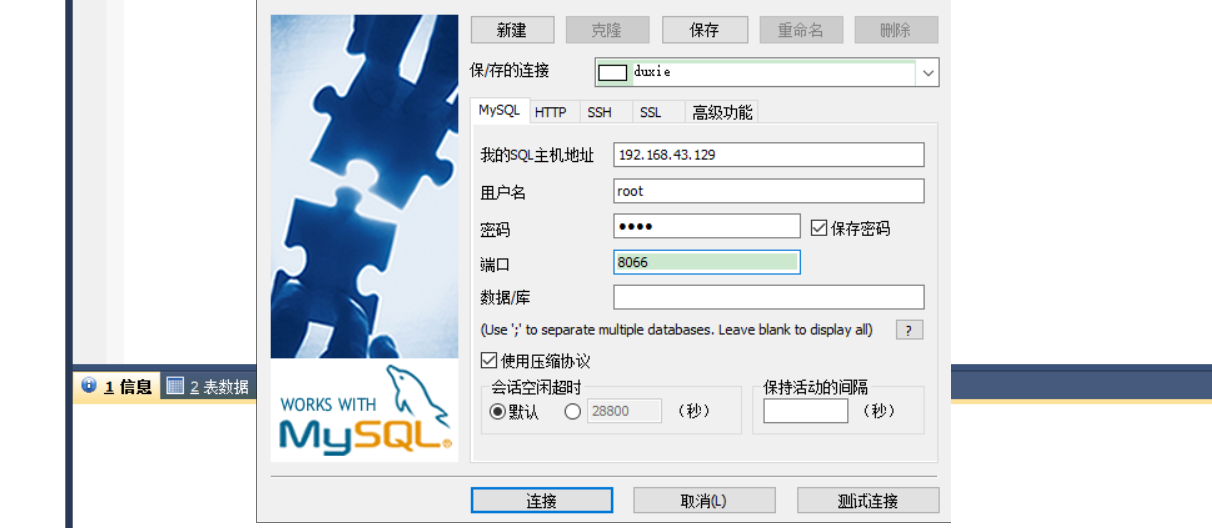 新建 克隆 保存 重命名 删除
保/存的连接 duxie
MySQL HTTP SSH SSL 高级功能
我的SQL主机地址 192.168.43.129
用户名 root
密码 •••• 保存密码
端口 8066
数据/库
(Use ';' to separate multiple databases. Leave blank to display all) ?
使用压缩协议
会话空闲超时 保持活动的间隔
默认 28800 (秒) (秒)
1 信息 2 表数据
WORKS WITH
MySQL®
连接 取消(L) 测试连接